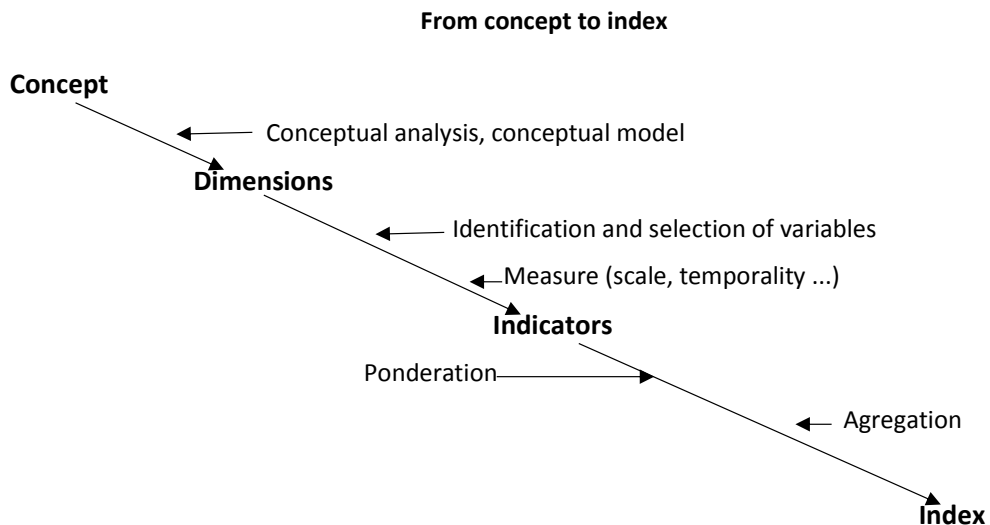 From concept to index
Concept
Conceptual analysis, conceptual model
Dimensions
Identification and selection of variables
Measure (scale, temporality ...)
Indicators
Ponderation
Agregation
Index